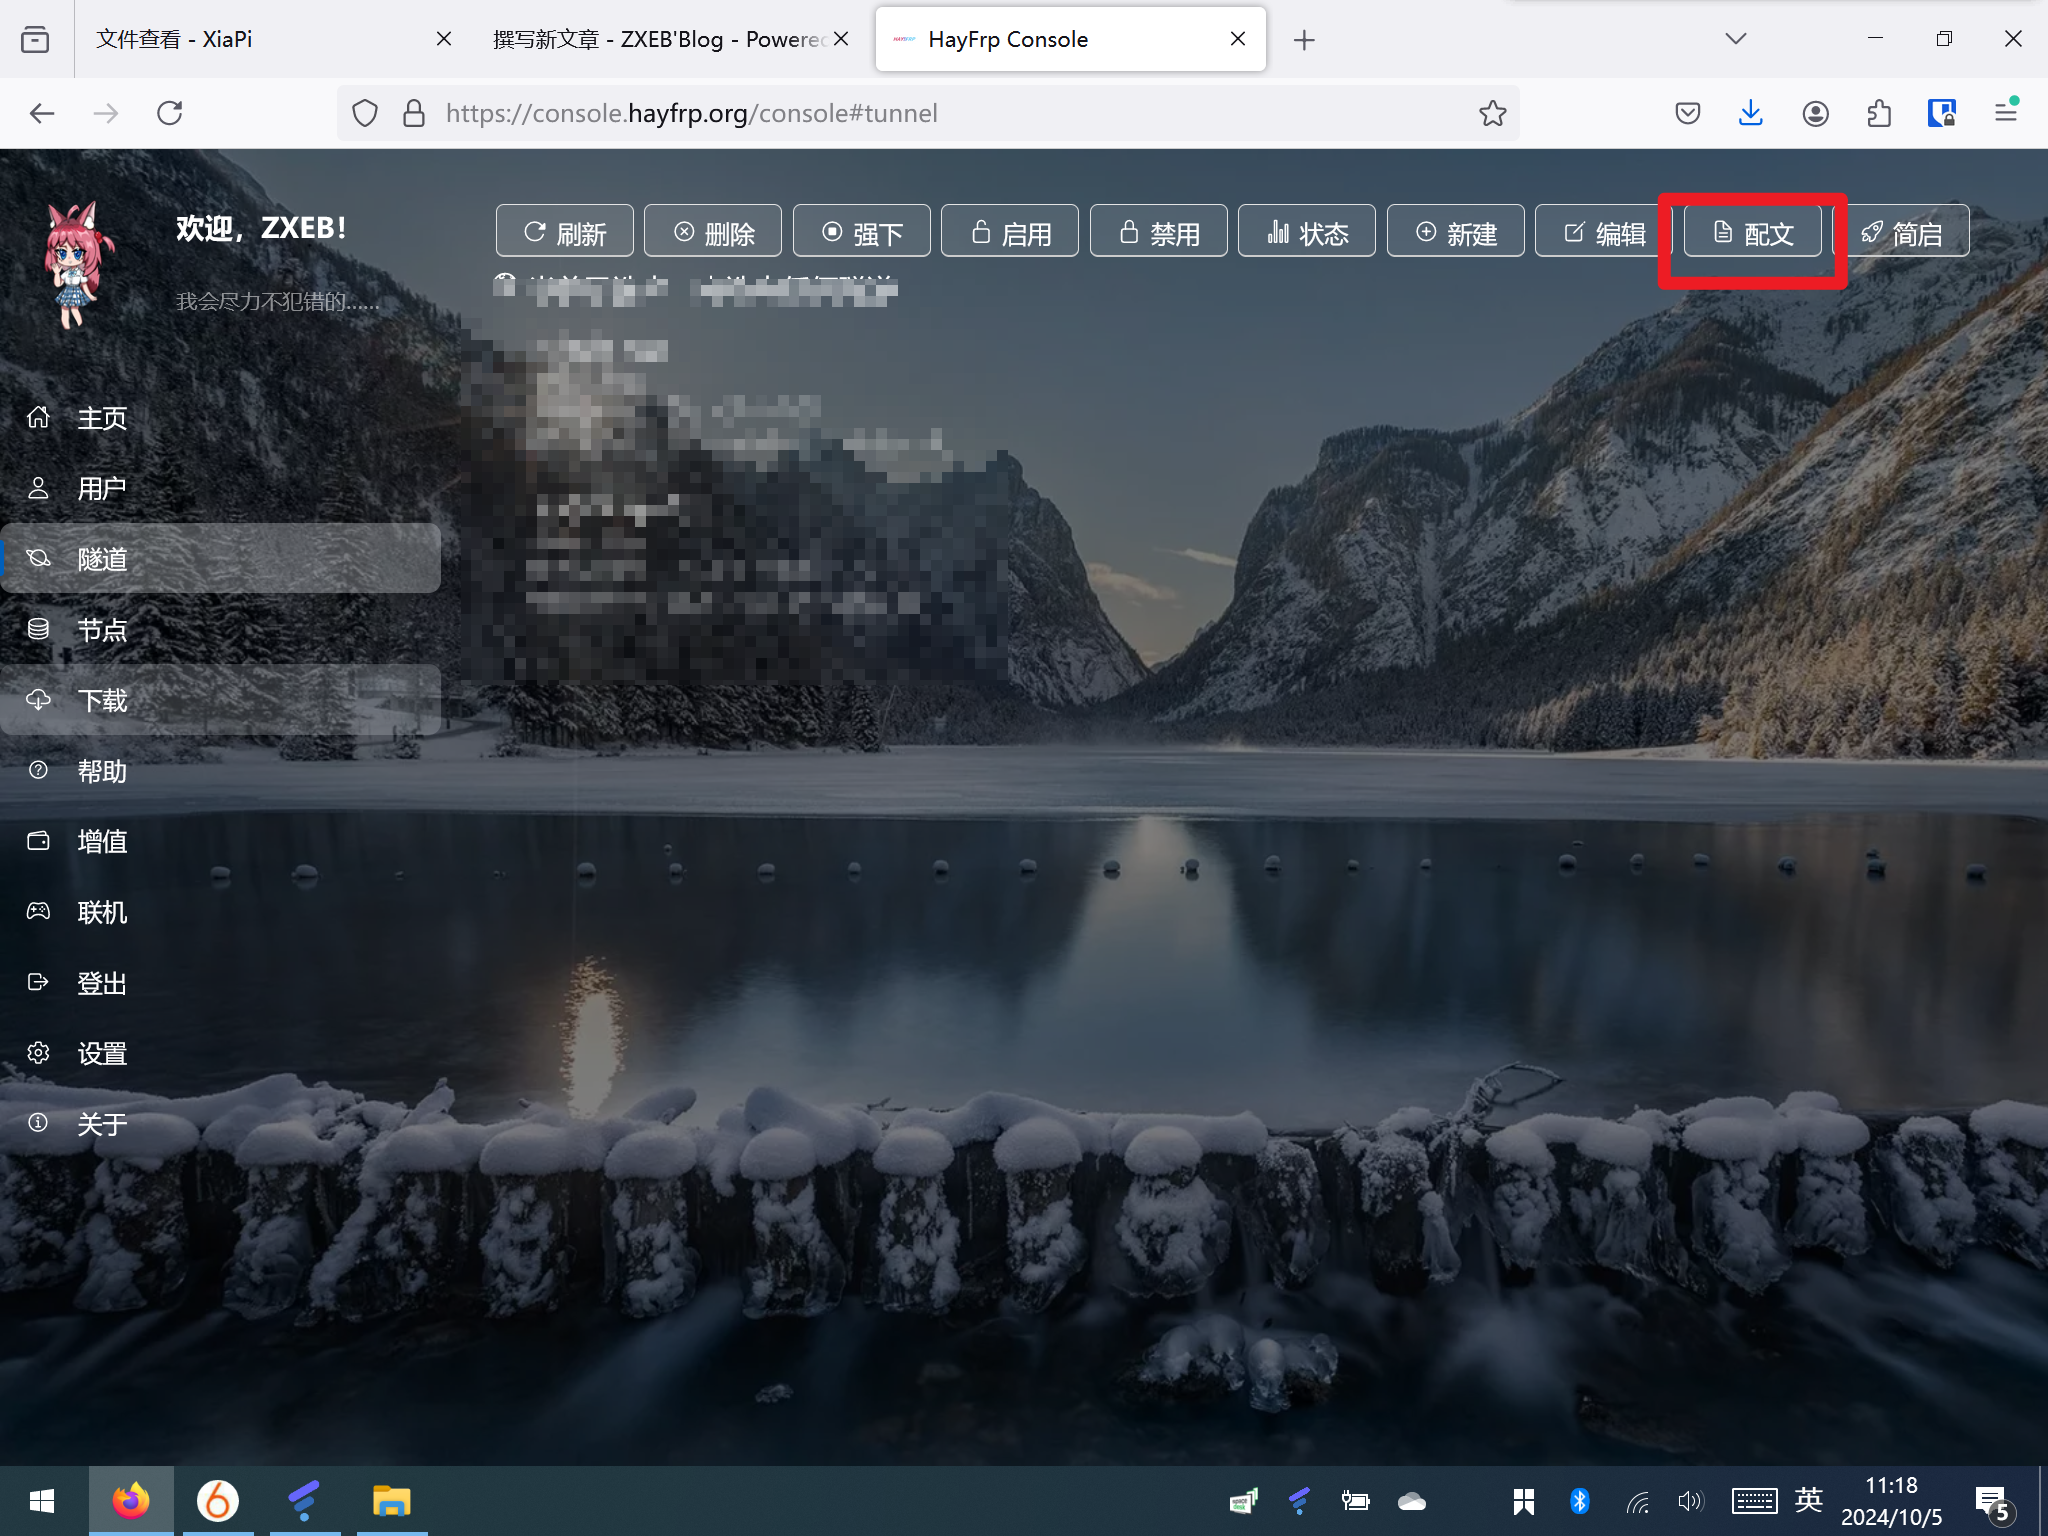 文件查看 - XiaPi
撰写新文章 - ZXEB'Blog - Powered
HayFrp Console
https://console.hayfrp.org/console#tunnel
欢迎，ZXEB！
我会尽力不犯错的......
刷新
删除
强下
启用
禁用
状态
新建
编辑
配文
简启
主页
用户
隧道
节点
下载
帮助
增值
联机
登出
设置
关于
英
11:18
2024/10/5
5